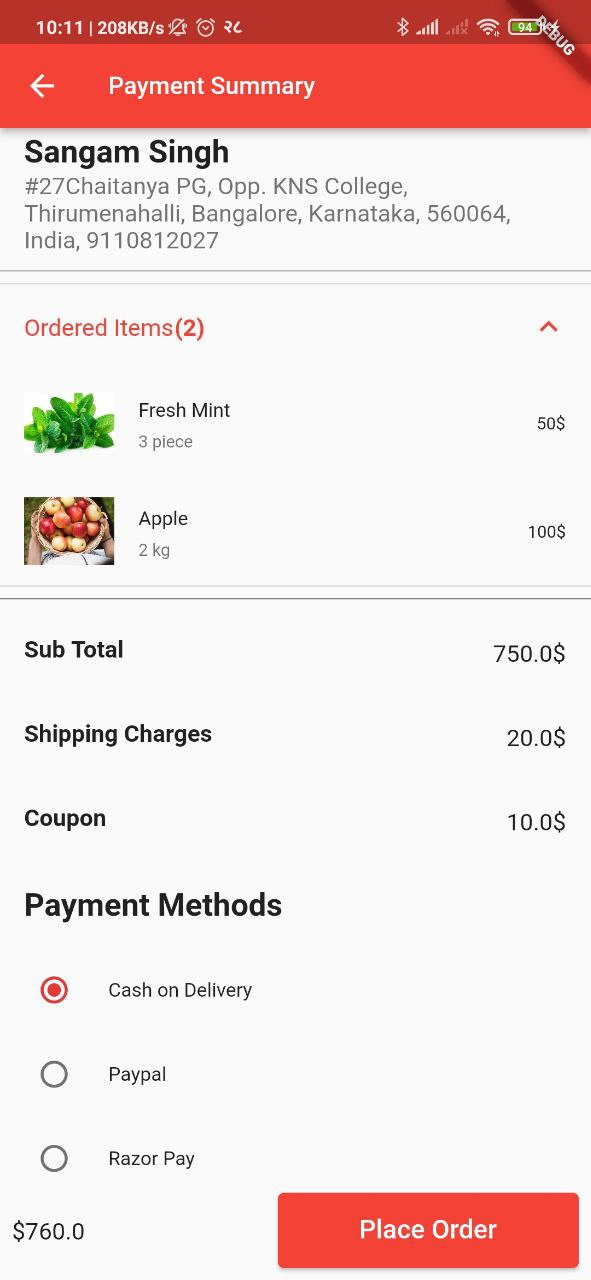 10:11 | 208KB/s २८ 94
DEBUG
Payment Summary
Sangam Singh
#27Chaitanya PG, Opp. KNS College,
Thirumenahalli, Bangalore, Karnataka, 560064,
India, 9110812027
Ordered Items(2)
Fresh Mint
3 piece
50$
Apple
2 kg
100$
Sub Total 750.0$
Shipping Charges 20.0$
Coupon 10.0$
Payment Methods
Cash on Delivery
Paypal
Razor Pay
$760.0 Place Order